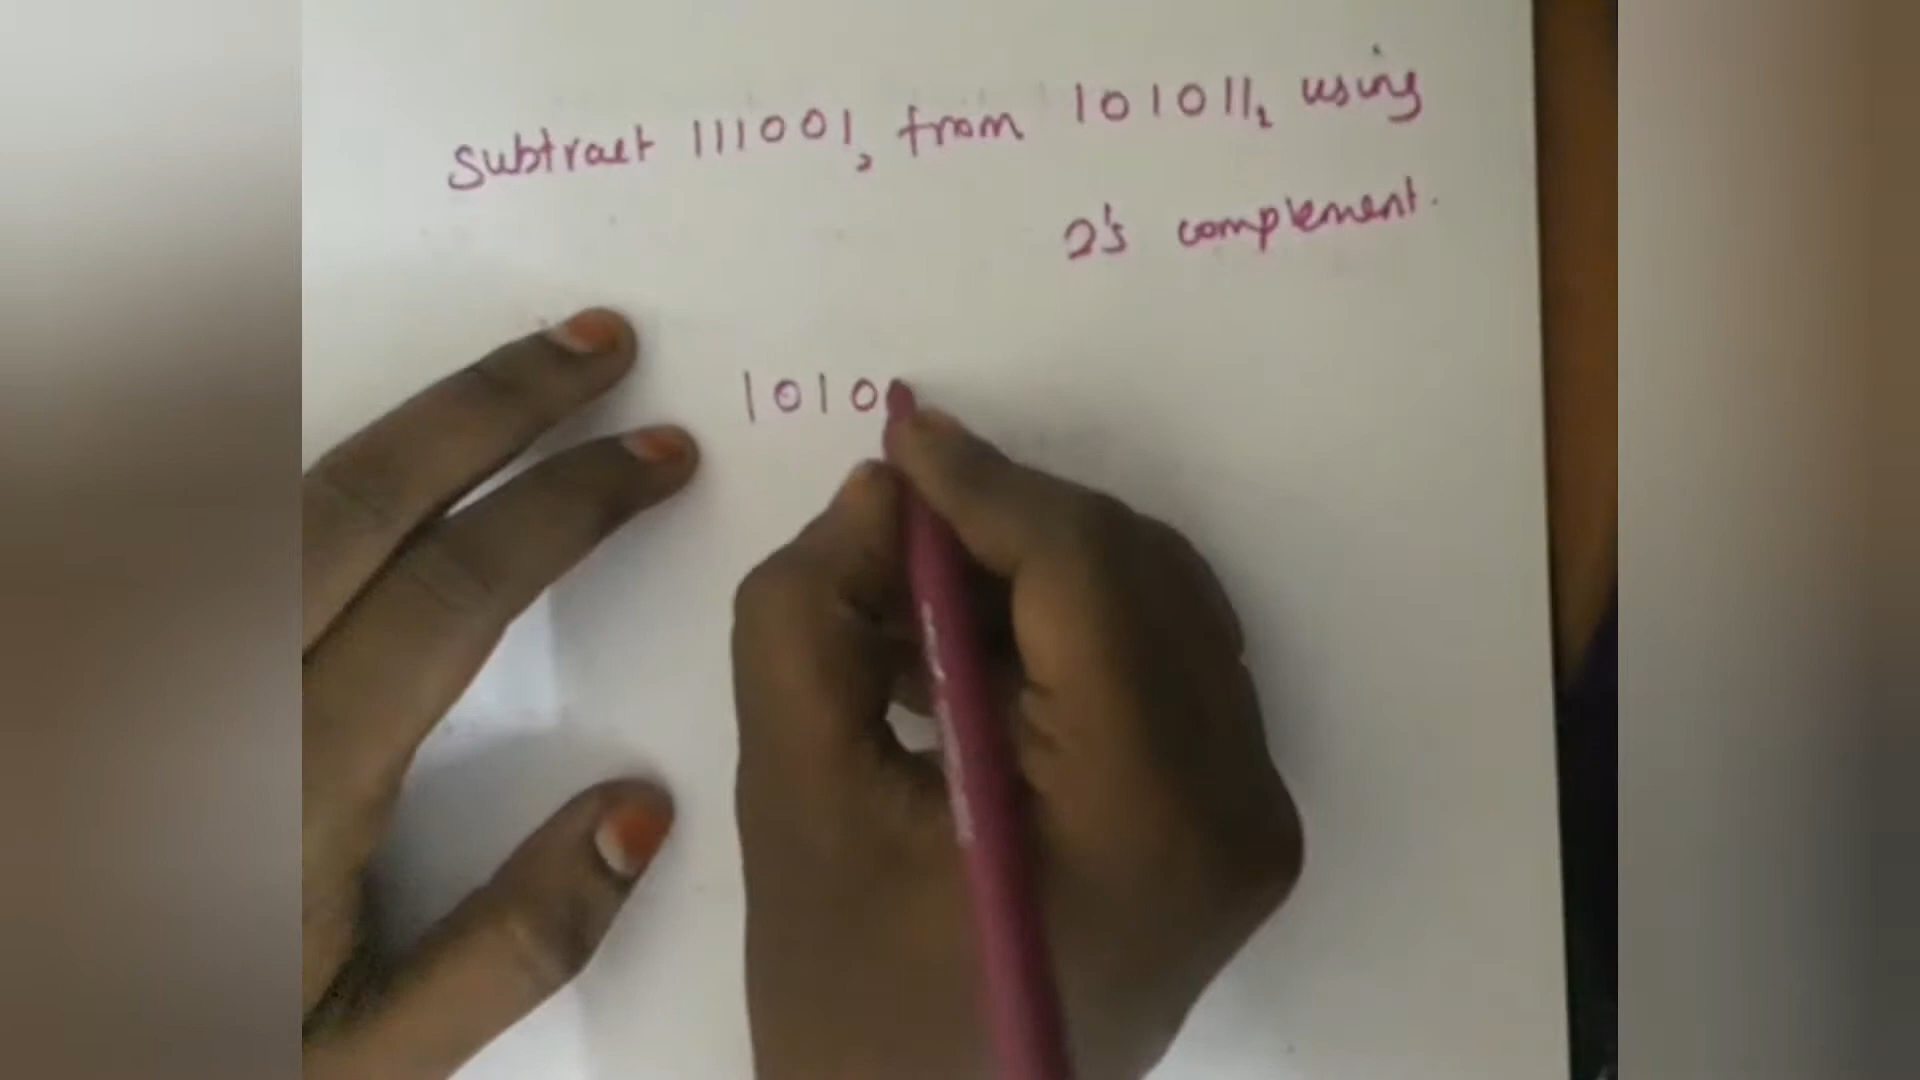 Subtract 111001₂ from 101011₂ using
2's complement.
1010